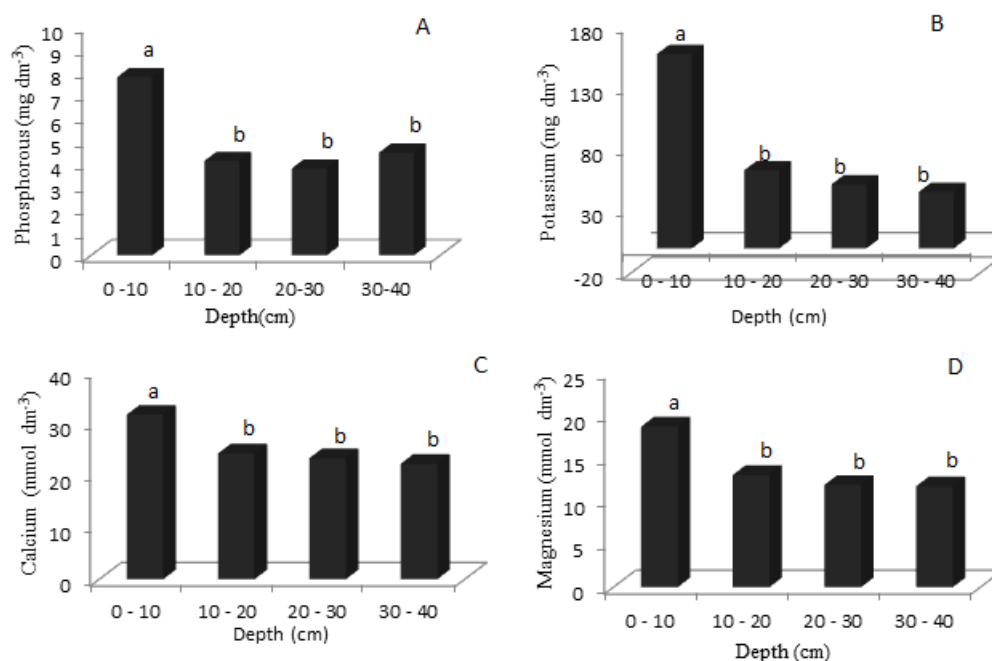 A
Phosphorous (mg dm-3)
10
9
8
7
6
5
4
3
2
1
0
a
b
b
b
0 -10 10 - 20 20-30 30-40
Depth(cm)
B
Potassium (mg dm-3)
180
130
80
30
-20
a
b
b
b
0 -10 10 - 20 20 - 30 30 - 40
Depth (cm)
C
Calcium (mmol dm-3)
40
30
20
10
0
a
b
b
b
0 - 10 10 - 20 20 - 30 30 - 40
Depth (cm)
D
Magnesium (mmol dm-3)
25
20
15
10
5
0
a
b
b
b
0 - 10 10 - 20 20 - 30 30 - 40
Depth (cm)